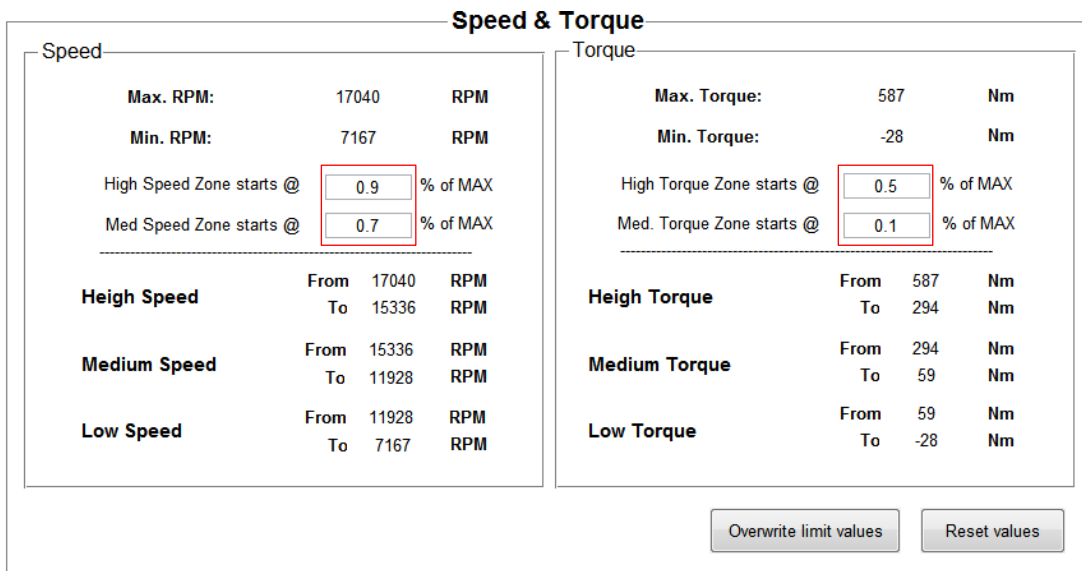 Speed & Torque
Speed
Max. RPM: 17040 RPM
Min. RPM: 7167 RPM
High Speed Zone starts @ 0.9 % of MAX
Med Speed Zone starts @ 0.7 % of MAX
Heigh Speed
From 17040 RPM
To 15336 RPM
Medium Speed
From 15336 RPM
To 11928 RPM
Low Speed
From 11928 RPM
To 7167 RPM
Torque
Max. Torque: 587 Nm
Min. Torque: -28 Nm
High Torque Zone starts @ 0.5 % of MAX
Med. Torque Zone starts @ 0.1 % of MAX
Heigh Torque
From 587 Nm
To 294 Nm
Medium Torque
From 294 Nm
To 59 Nm
Low Torque
From 59 Nm
To -28 Nm
Overwrite limit values
Reset values